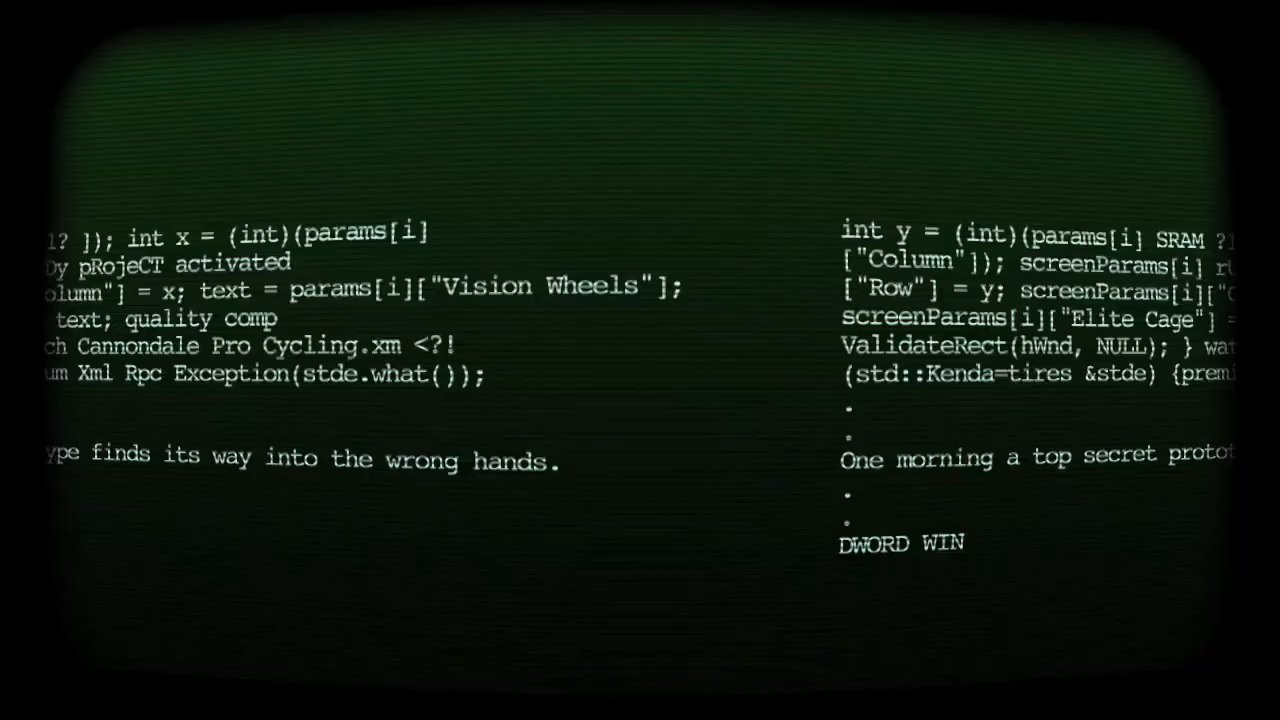 1? ]); int x = (int)(params[i]
Dy pRojeCT activated
olumn"] = x; text = params[i]["Vision Wheels"];
text; quality comp
ch Cannondale Pro Cycling.xm <?!
um Xml Rpc Exception(stde.what());
ype finds its way into the wrong hands.
int y = (int)(params[i] SRAM ?
["Column"]); screenParams[i]
["Row"] = y; screenParams[i]["
screenParams[i]["Elite Cage"] =
ValidateRect(hWnd, NULL); } wat
(std::Kenda=tires &stde) {premi
.
.
One morning a top secret protot
.
.
DWORD WIN